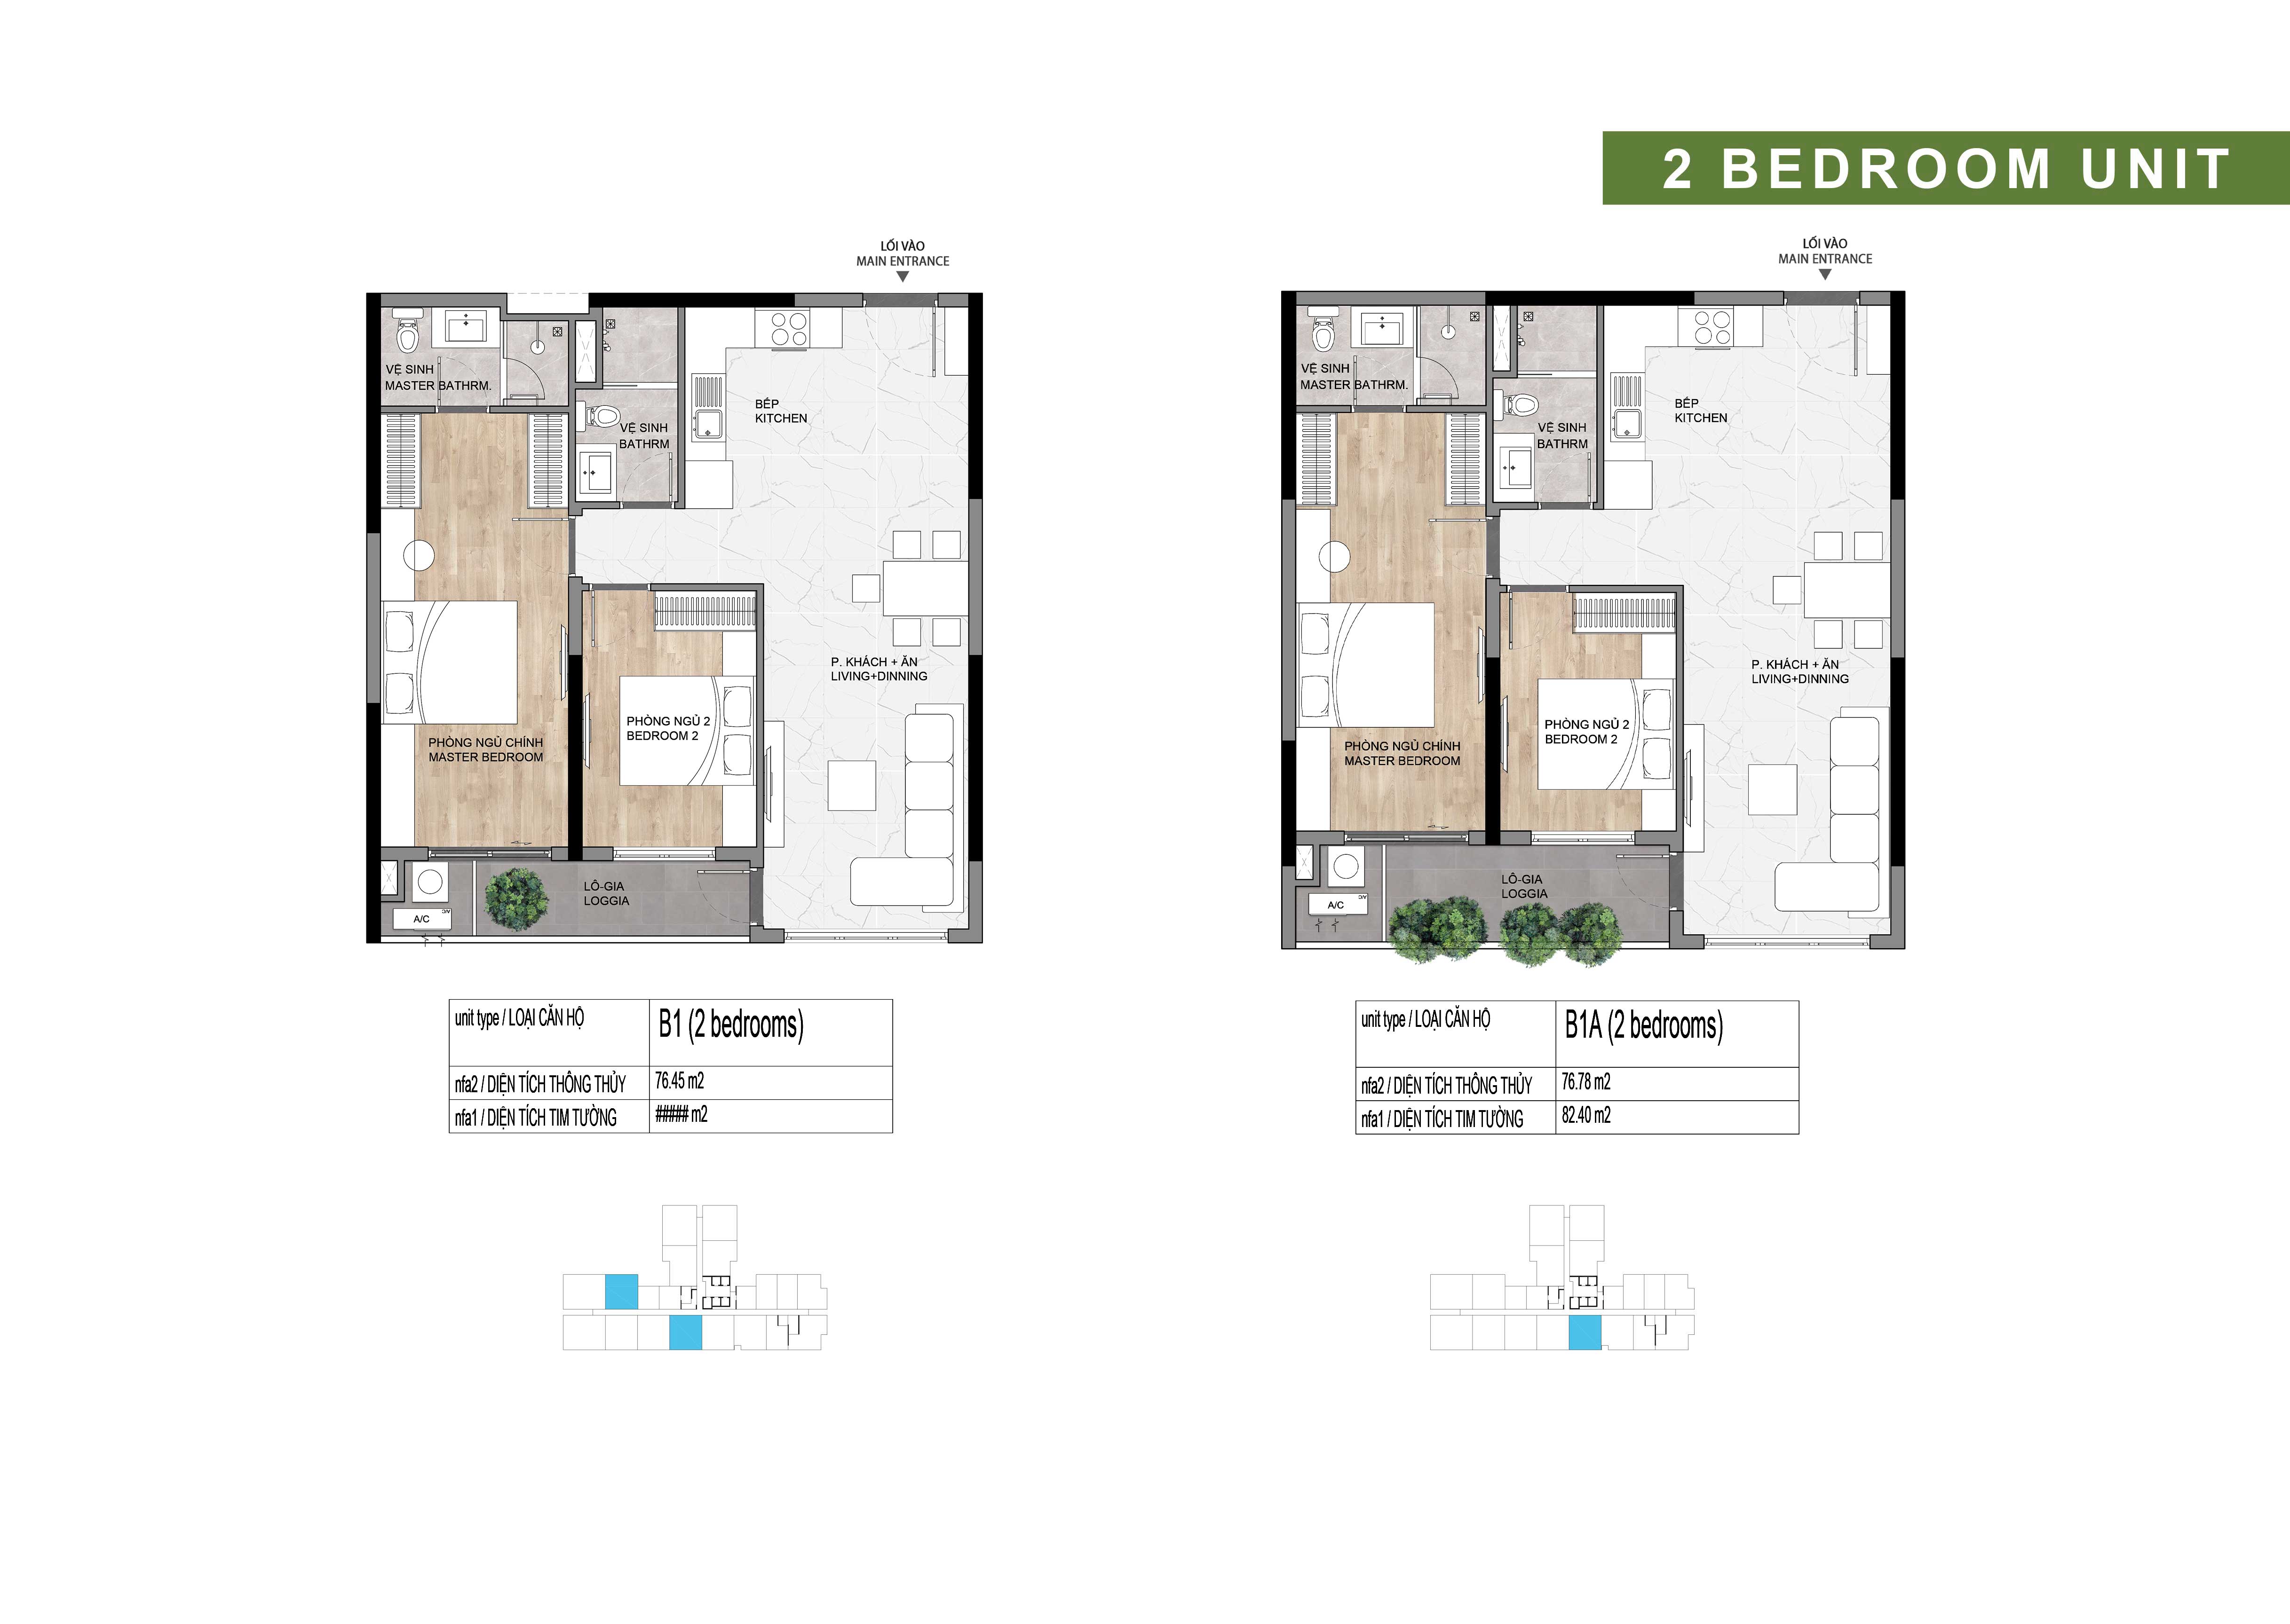 2 BEDROOM UNIT
LỐI VÀO
MAIN ENTRANCE
VỆ SINH
MASTER BATHRM.
BẾP
KITCHEN
VỆ SINH
BATHRM
P. KHÁCH + ĂN
LIVING+DINNING
PHÒNG NGỦ 2
BEDROOM 2
PHÒNG NGỦ CHÍNH
MASTER BEDROOM
LÔ-GIA
LOGGIA
A/C
A/C
unit type / LOẠI CĂN HỘ
B1 (2 bedrooms)
nfa2 / DIỆN TÍCH THÔNG THỦY
76.45 m2
nfa1 / DIỆN TÍCH TIM TƯỜNG
##### m2
LỐI VÀO
MAIN ENTRANCE
VỆ SINH
MASTER BATHRM.
BẾP
KITCHEN
VỆ SINH
BATHRM
P. KHÁCH + ĂN
LIVING+DINNING
PHÒNG NGỦ 2
BEDROOM 2
PHÒNG NGỦ CHÍNH
MASTER BEDROOM
LÔ-GIA
LOGGIA
A/C
A/C
unit type / LOẠI CĂN HỘ
B1A (2 bedrooms)
nfa2 / DIỆN TÍCH THÔNG THỦY
76.78 m2
nfa1 / DIỆN TÍCH TIM TƯỜNG
82.40 m2